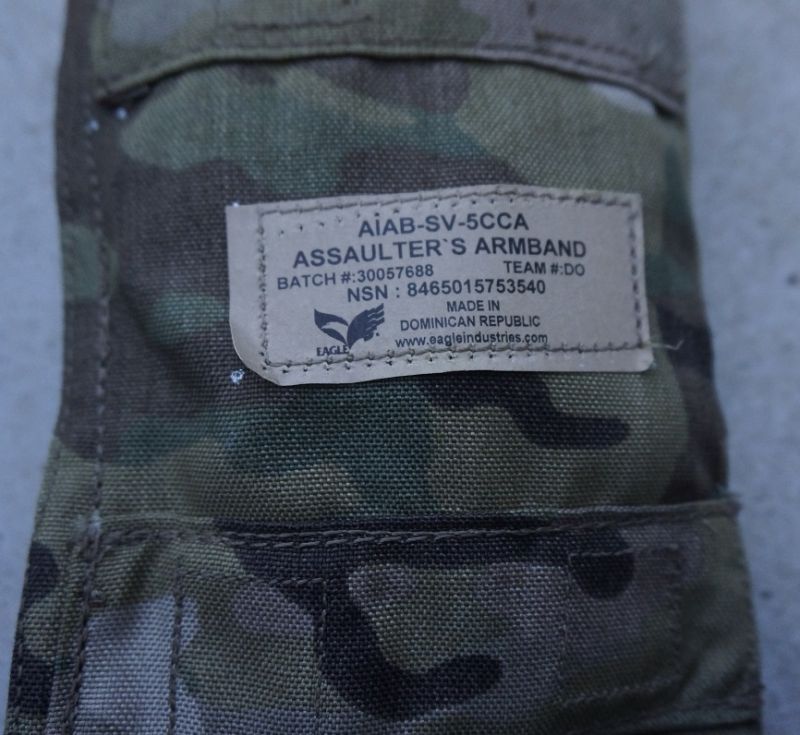 AIAB-SV-5CCA
ASSAULTER`S ARMBAND
BATCH #:30057688 TEAM #:DO
NSN : 8465015753540
MADE IN
DOMINICAN REPUBLIC
EAGLE www.eagleindustries.com